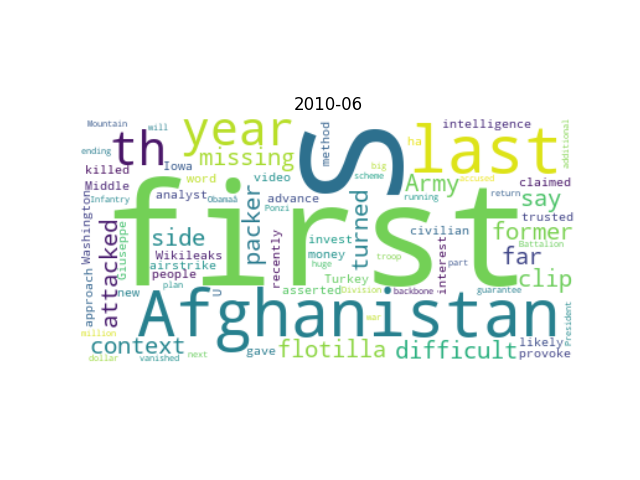 2010-06
Mountain
will
ending
th
year
missing
S
method
ha
last
intelligence
additional
killed
Iowa
word
video
big
scheme
Army
accused
claimed
Middle
Infantry
analyst
Obamaâ
advance
running
say
return
trusted
Washington
approach
attacked
Giuseppe
side
packer
Ponzi
first
turned
civilian
former
Battalion
Wikileaks
airstrike
people
recently
invest
money
huge
Turkey
troop
interest
part
far
clip
new
plan
U
asserted
Division
backbone
guarantee
Afghanistan
war
President
million
context
dollar
vanished
next
gave
flotilla
difficult
likely
provoke